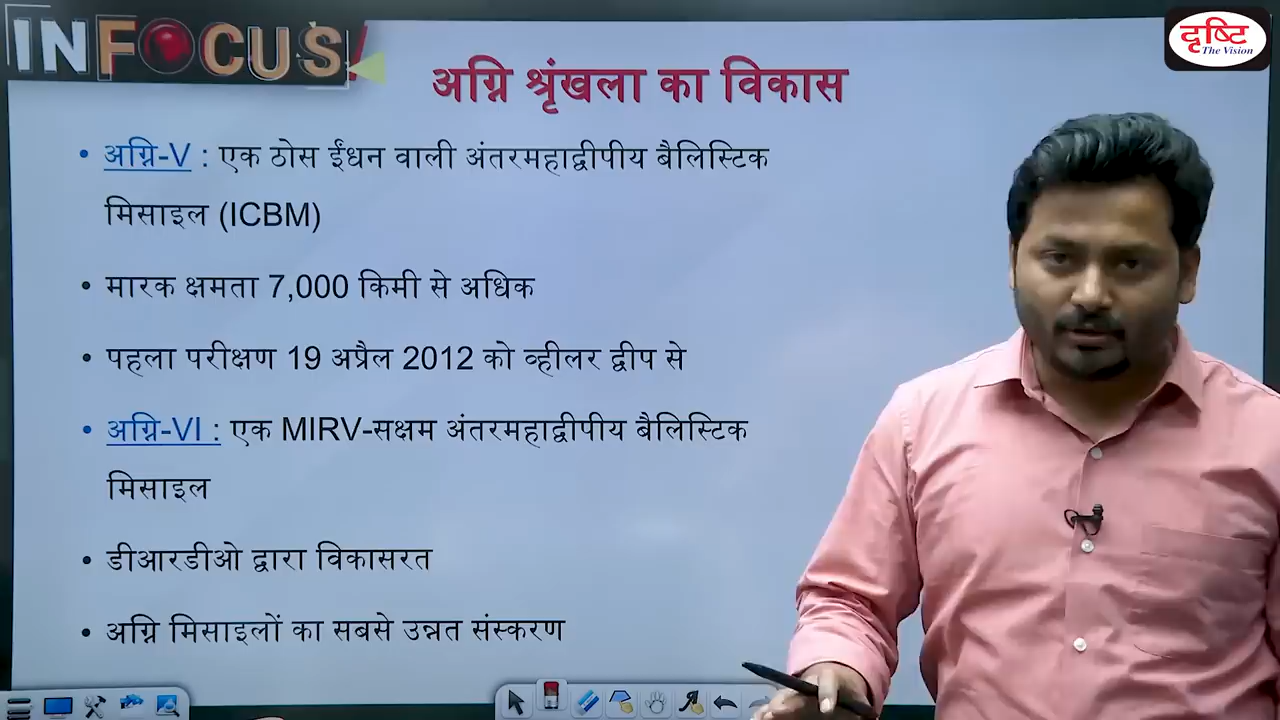 INFOCUS!
दृष्टि
The Vision
अग्नि श्रृंखला का विकास
• अग्नि-V : एक ठोस ईंधन वाली अंतरमहाद्वीपीय बैलिस्टिक
मिसाइल (ICBM)
• मारक क्षमता 7,000 किमी से अधिक
• पहला परीक्षण 19 अप्रैल 2012 को व्हीलर द्वीप से
• अग्नि-VI : एक MIRV-सक्षम अंतरमहाद्वीपीय बैलिस्टिक
मिसाइल
• डीआरडीओ द्वारा विकासरत
• अग्नि मिसाइलों का सबसे उन्नत संस्करण